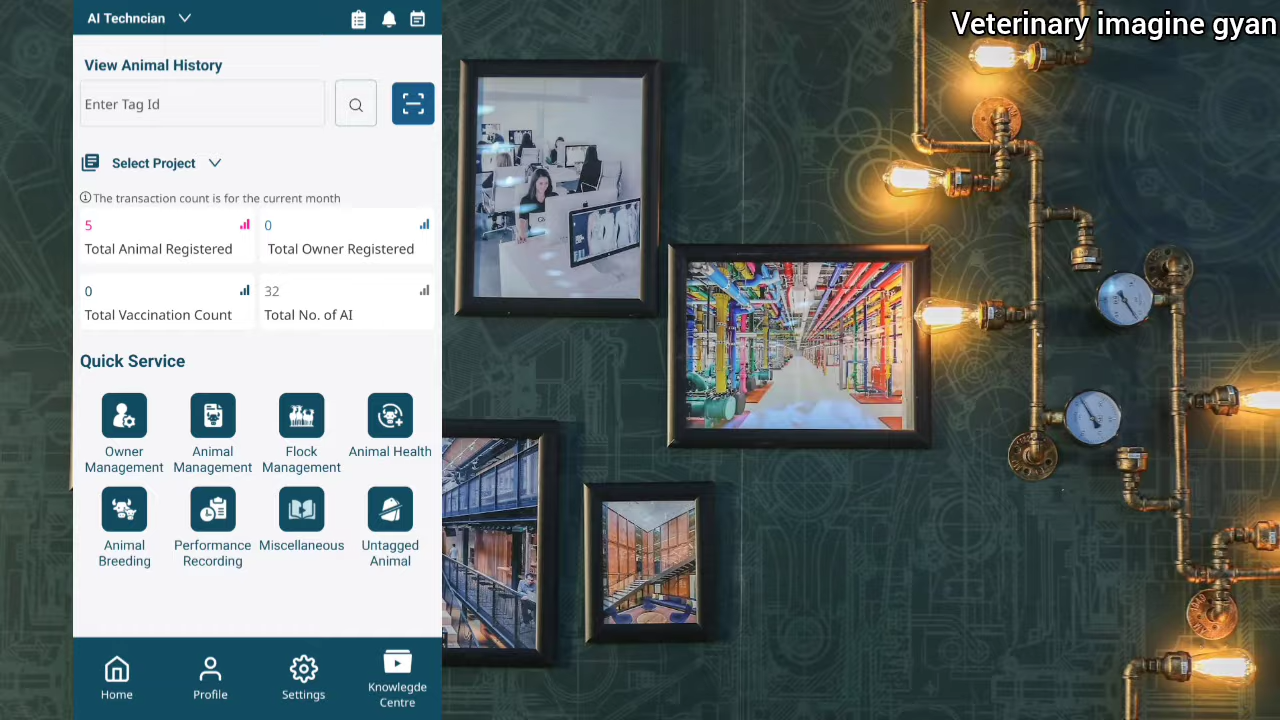 AI Techncian
Veterinary imagine gyan
View Animal History
Enter Tag Id
Select Project
The transaction count is for the current month
5
Total Animal Registered
0
Total Owner Registered
0
Total Vaccination Count
32
Total No. of AI
Quick Service
Owner
Management
Animal
Management
Flock
Management
Animal Health
Animal
Breeding
Performance
Recording
Miscellaneous
Untagged
Animal
Home
Profile
Settings
Knowlegde
Centre